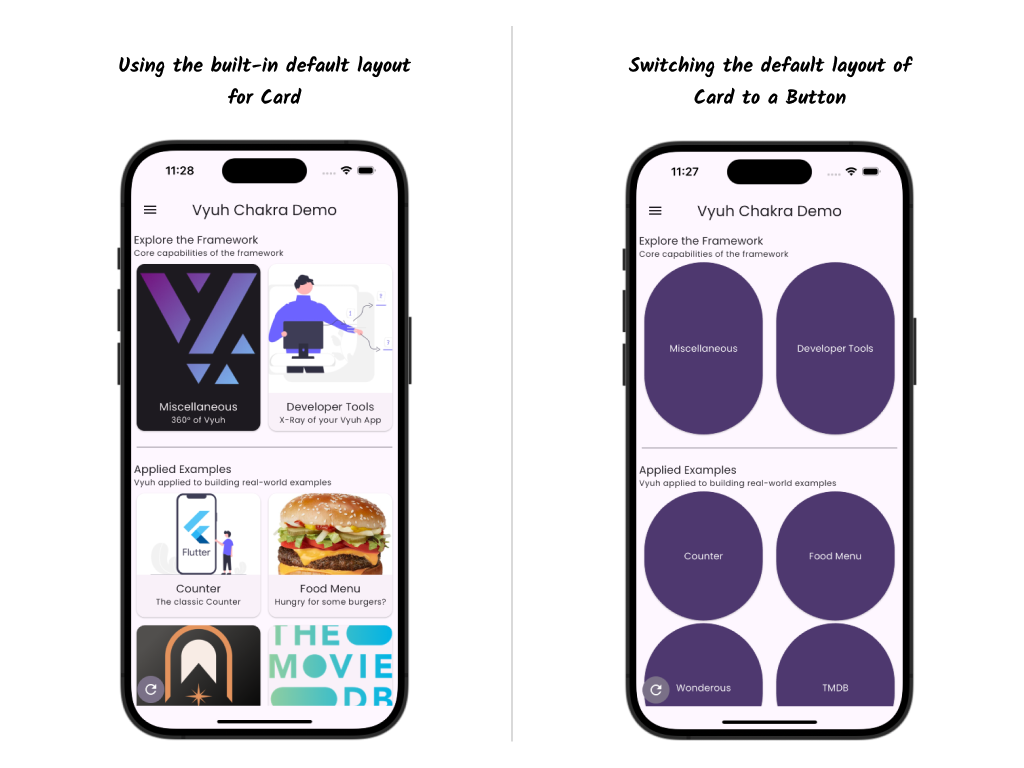 Using the built-in default layout
for Card
11:28
Vyuh Chakra Demo
Explore the Framework
Core capabilities of the framework
Miscellaneous
360° of Vyuh
Developer Tools
X-Ray of your Vyuh App
Applied Examples
Vyuh applied to building real-world examples
Flutter
Counter
The classic Counter
Food Menu
Hungry for some burgers?
THE
MOVIE
DB
Switching the default layout of
Card to a Button
11:27
Vyuh Chakra Demo
Explore the Framework
Core capabilities of the framework
Miscellaneous
Developer Tools
Applied Examples
Vyuh applied to building real-world examples
Counter
Food Menu
Wonderous
TMDB